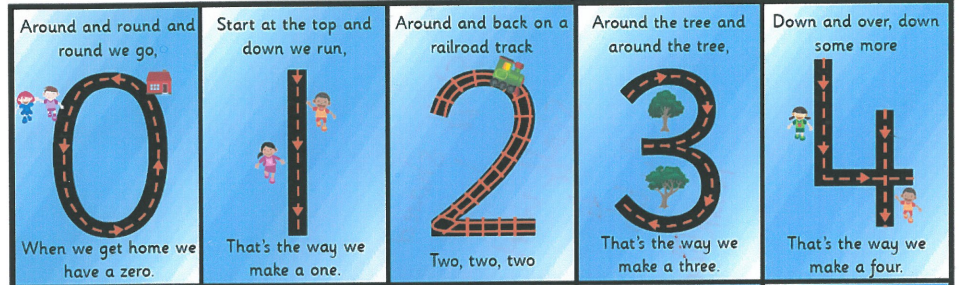 Around and round and
round we go,
0
When we get home we
have a zero.
Start at the top and
down we run,
1
That's the way we
make a one.
Around and back on a
railroad track
2
Two, two, two
Around the tree and
around the tree,
3
That's the way we
make a three.
Down and over, down
some more
4
That's the way we
make a four.